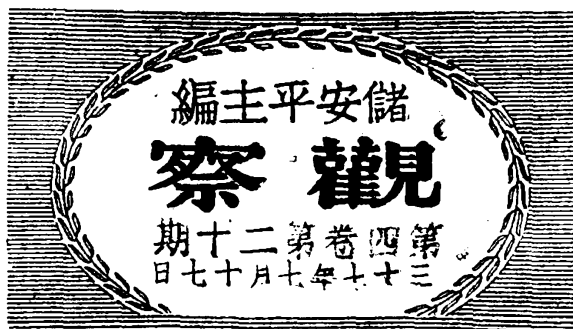 儲安平主編
觀察
第四卷第二十期
三十七年七月十七日